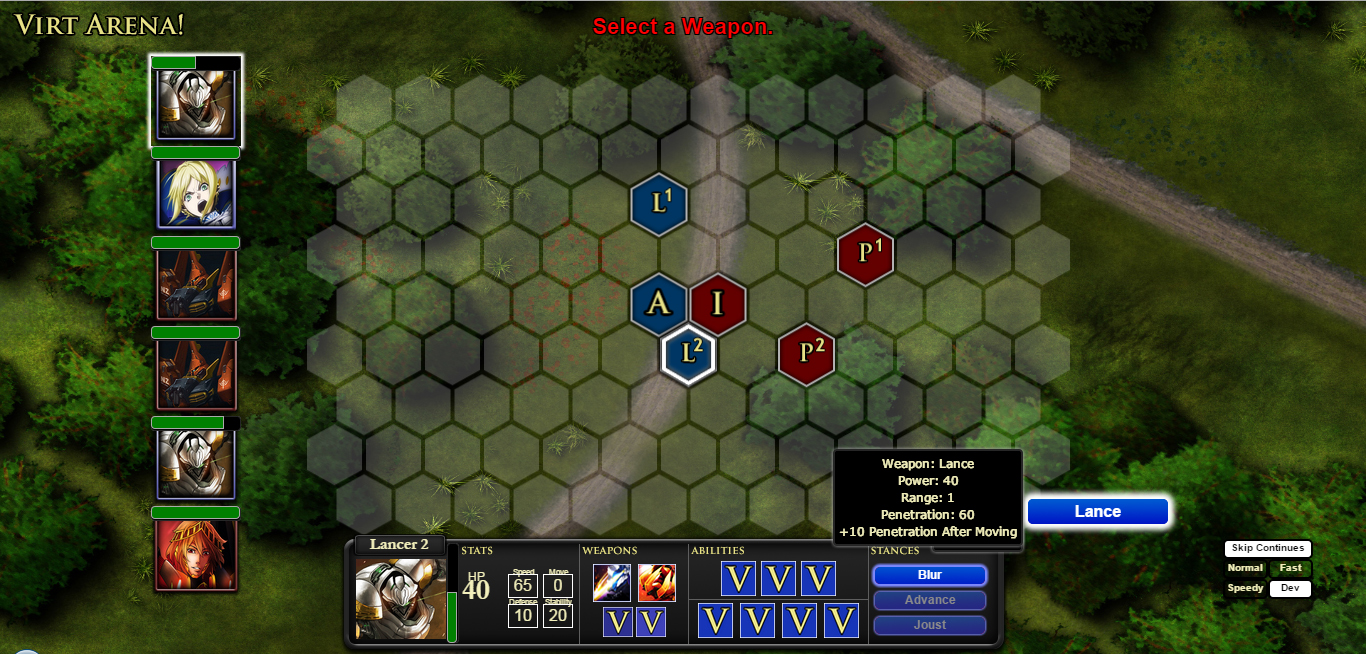 VIRT ARENA!
Select a Weapon.
L1
P1
A
I
L2
P2
Weapon: Lance
Power: 40
Range: 1
Penetration: 60
+10 Penetration After Moving
Lance
Lancer 2
STATS
HP
40
Speed
65
Move
0
Defense
10
Stability
20
WEAPONS
V V
ABILITIES
V V V
V V V V
STANCES
Blur
Advance
Joust
Skip Continues
Normal Fast
Speedy Dev